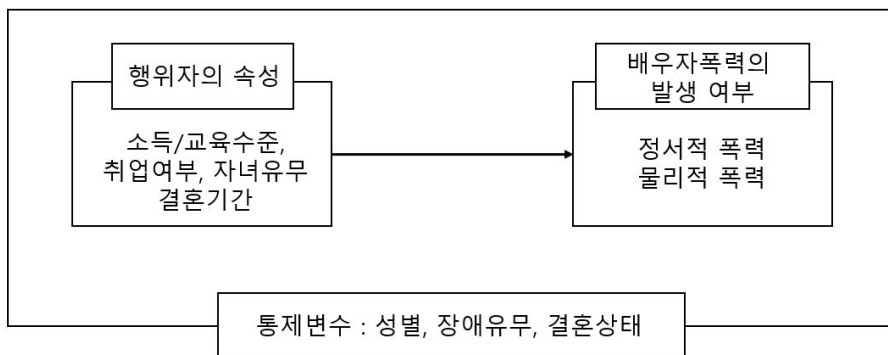 행위자의 속성
소득/교육수준,
취업여부, 자녀유무
결혼기간
배우자폭력의
발생 여부
정서적 폭력
물리적 폭력
통제변수 : 성별, 장애유무, 결혼상태